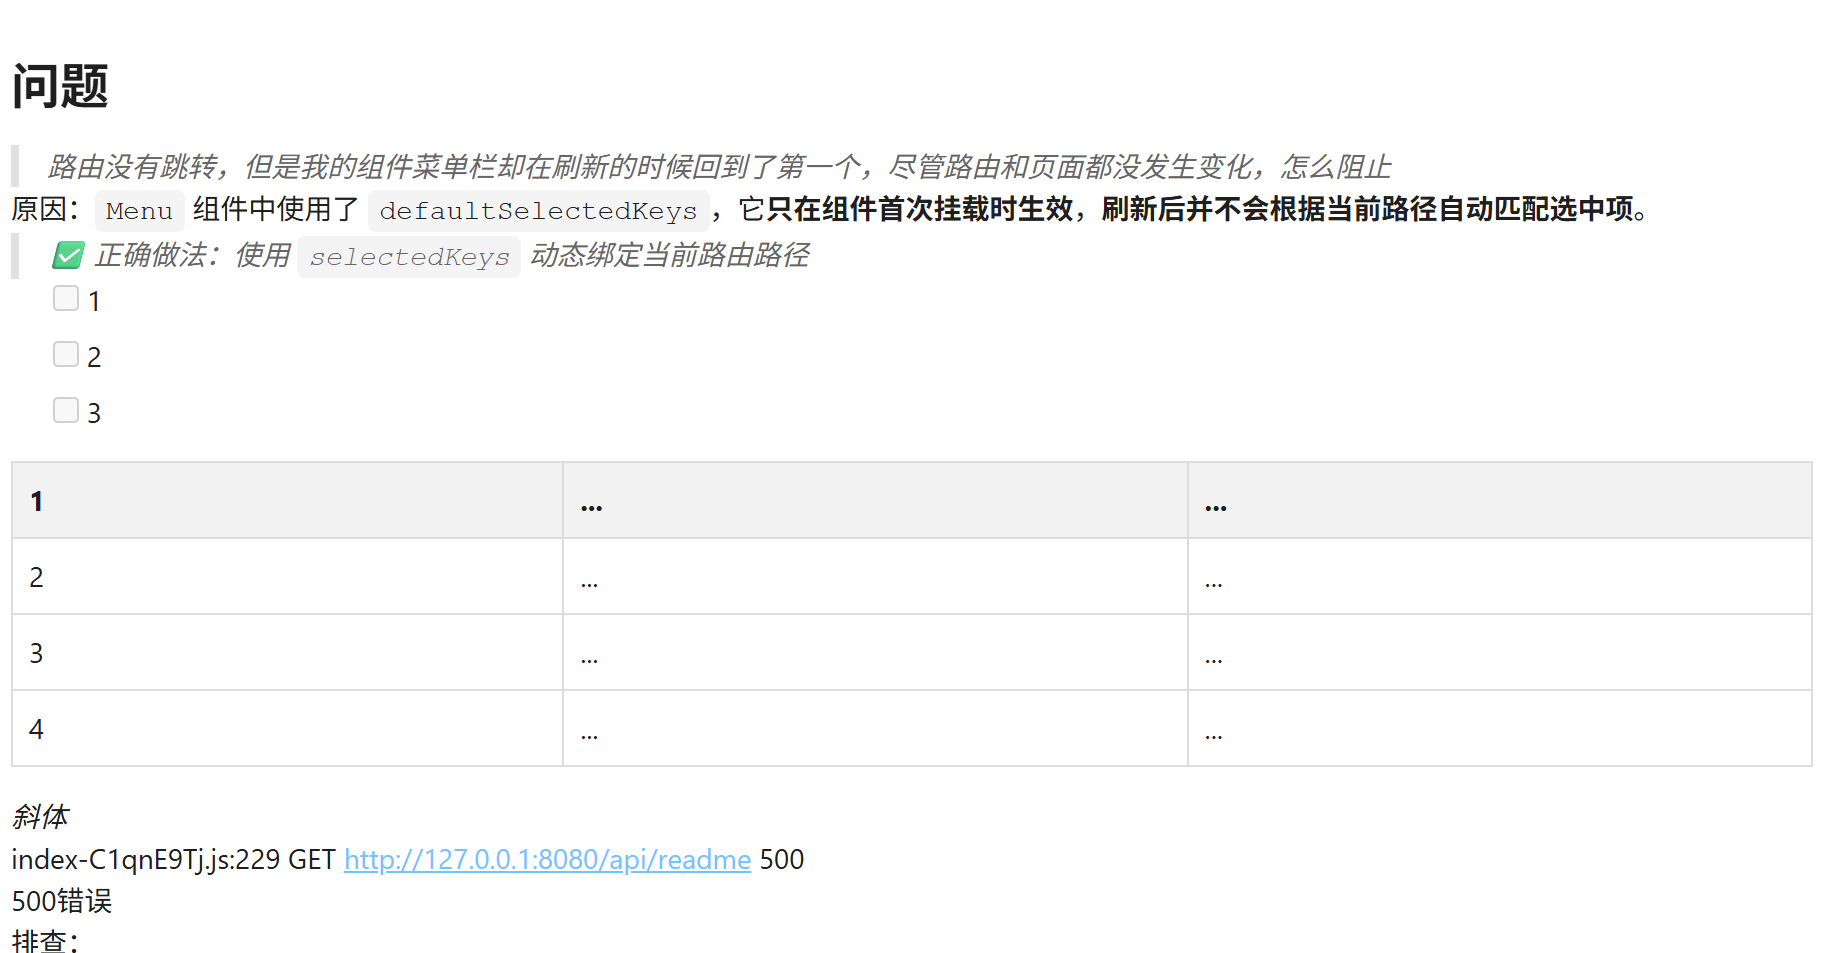 问题
路由没有跳转，但是我的组件菜单栏却在刷新的时候回到了第一个，尽管路由和页面都没发生变化，怎么阻止
原因： Menu 组件中使用了 defaultSelectedKeys ，它只在组件首次挂载时生效，刷新后并不会根据当前路径自动匹配选中项。
✅ 正确做法：使用 selectedKeys 动态绑定当前路由路径
1
2
3
1 ... ...
2 ... ...
3 ... ...
4 ... ...
斜体
index-C1qnE9Tj.js:229 GET http://127.0.0.1:8080/api/readme 500
500错误
排查：